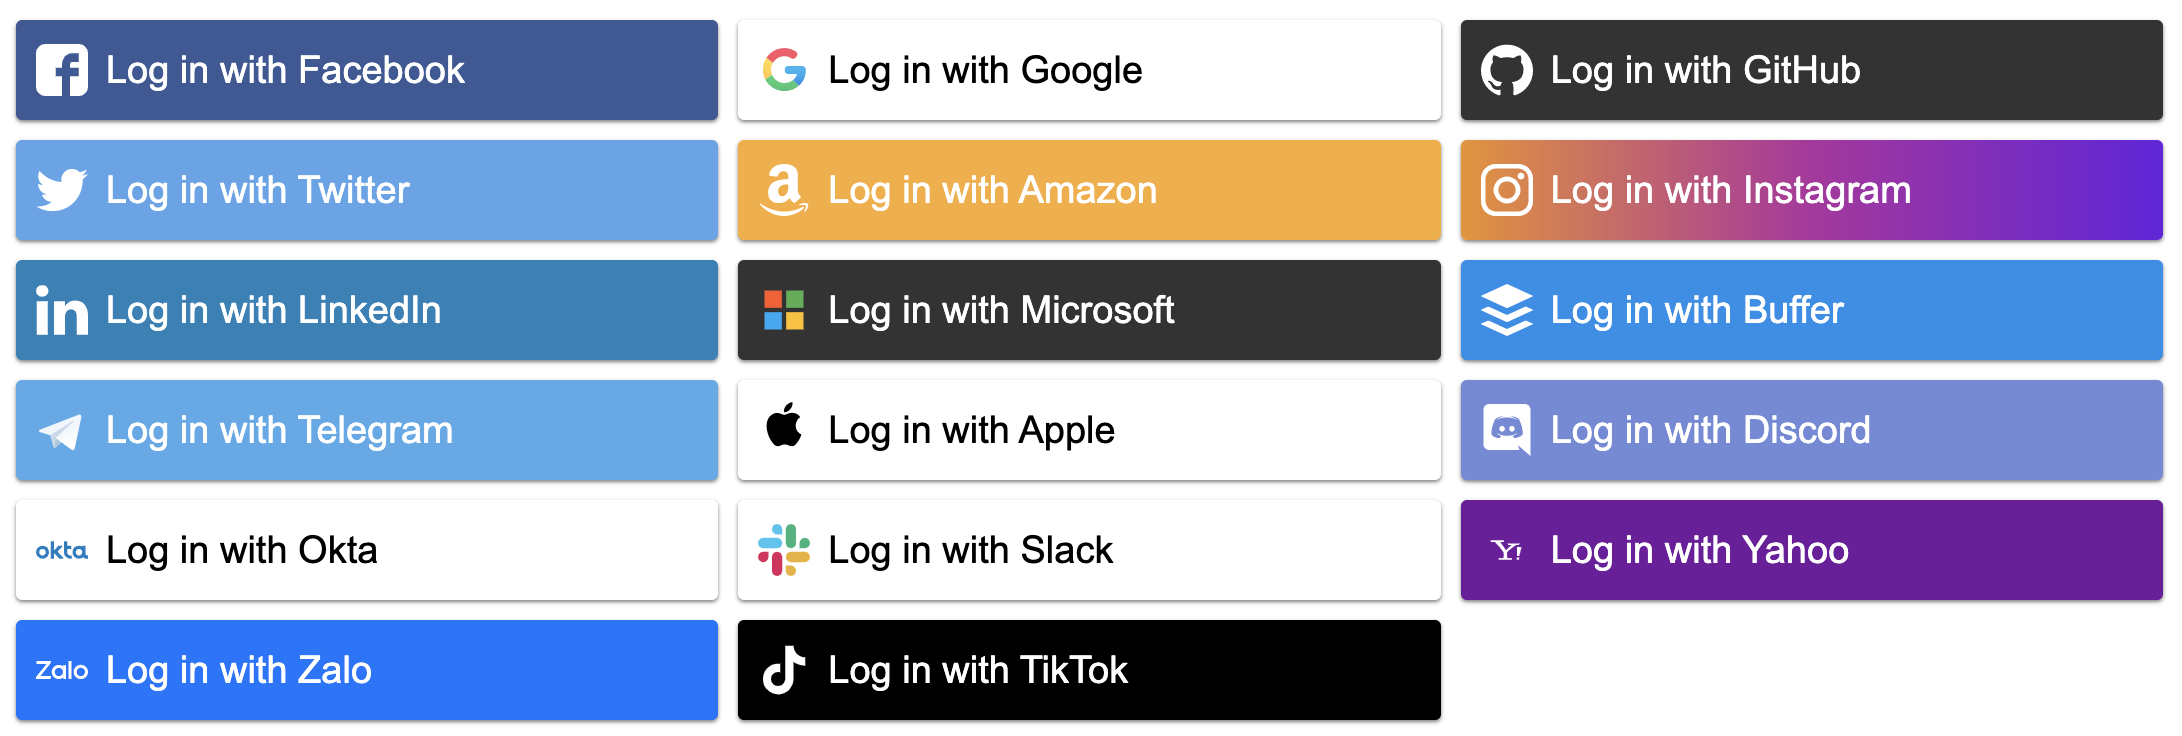 Log in with Facebook
Log in with Google
Log in with GitHub
Log in with Twitter
a Log in with Amazon
Log in with Instagram
in Log in with LinkedIn
Log in with Microsoft
Log in with Buffer
Log in with Telegram
Log in with Apple
Log in with Discord
okta Log in with Okta
Log in with Slack
Y! Log in with Yahoo
Zalo Log in with Zalo
Log in with TikTok